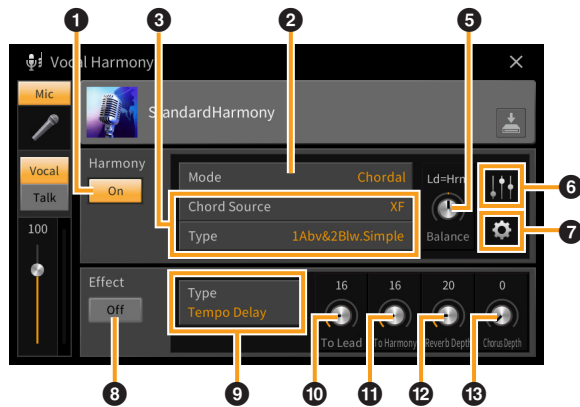 1 3 2 5
Vocal Harmony
Mic
StandardHarmony
Vocal
Talk
100
Harmony
On
Mode Chordal
Chord Source XF
Type 1Abv&2Blw.Simple
Ld=Hrm
Balance
6
7
Effect
Off
Type
Tempo Delay
16 16 20 0
To Lead To Harmony Reverb Depth Chorus Depth
8 9 10 11 12 13